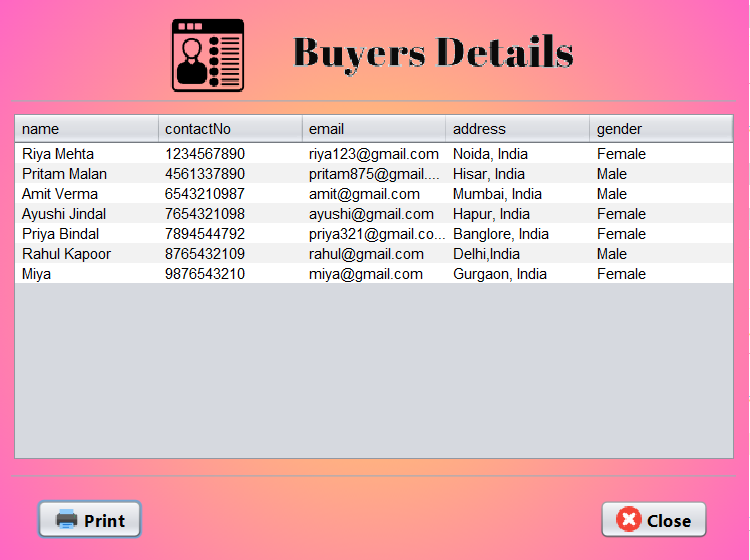 Buyers Details
name contactNo email address gender
Riya Mehta 1234567890 riya123@gmail.com Noida, India Female
Pritam Malan 4561337890 pritam875@gmail.... Hisar, India Male
Amit Verma 6543210987 amit@gmail.com Mumbai, India Male
Ayushi Jindal 7654321098 ayushi@gmail.com Hapur, India Female
Priya Bindal 7894544792 priya321@gmail.co... Banglore, India Female
Rahul Kapoor 8765432109 rahul@gmail.com Delhi,India Male
Miya 9876543210 miya@gmail.com Gurgaon, India Female
Print Close